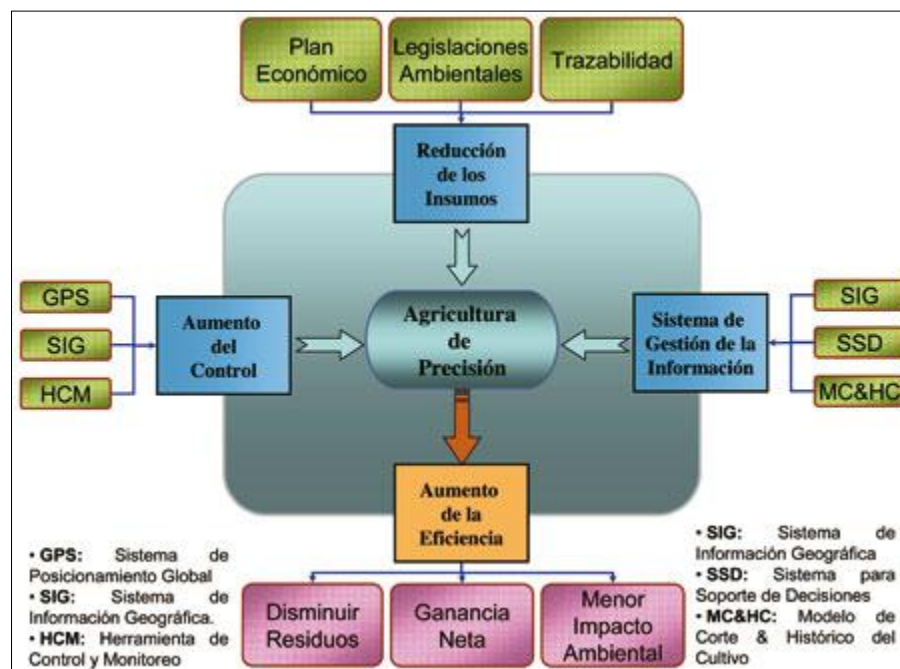 Plan
Económico
Legislaciones
Ambientales
Trazabilidad
Reducción
de los
Insumos
GPS
SIG
HCM
Aumento
del
Control
Agricultura
de
Precisión
Sistema de
Gestión de la
Información
SIG
SSD
MC&HC
Aumento
de la
Eficiencia
Disminuir
Residuos
Ganancia
Neta
Menor
Impacto
Ambiental
• GPS: Sistema de
Posicionamiento Global
• SIG: Sistema de
Información Geográfica.
• HCM: Herramienta de
Control y Monitoreo
• SIG: Sistema de
Información Geográfica
• SSD: Sistema para
Soporte de Decisiones
• MC&HC: Modelo de
Corte & Histórico del
Cultivo